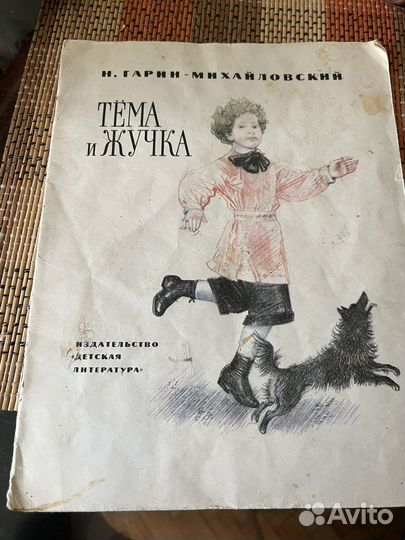 Н. ГАРИН-МИХАЙЛОВСКИЙ
ТЁМА
и ЖУЧКА
ИЗДАТЕЛЬСТВО
«ДЕТСКАЯ
ЛИТЕРАТУРА»
Avito